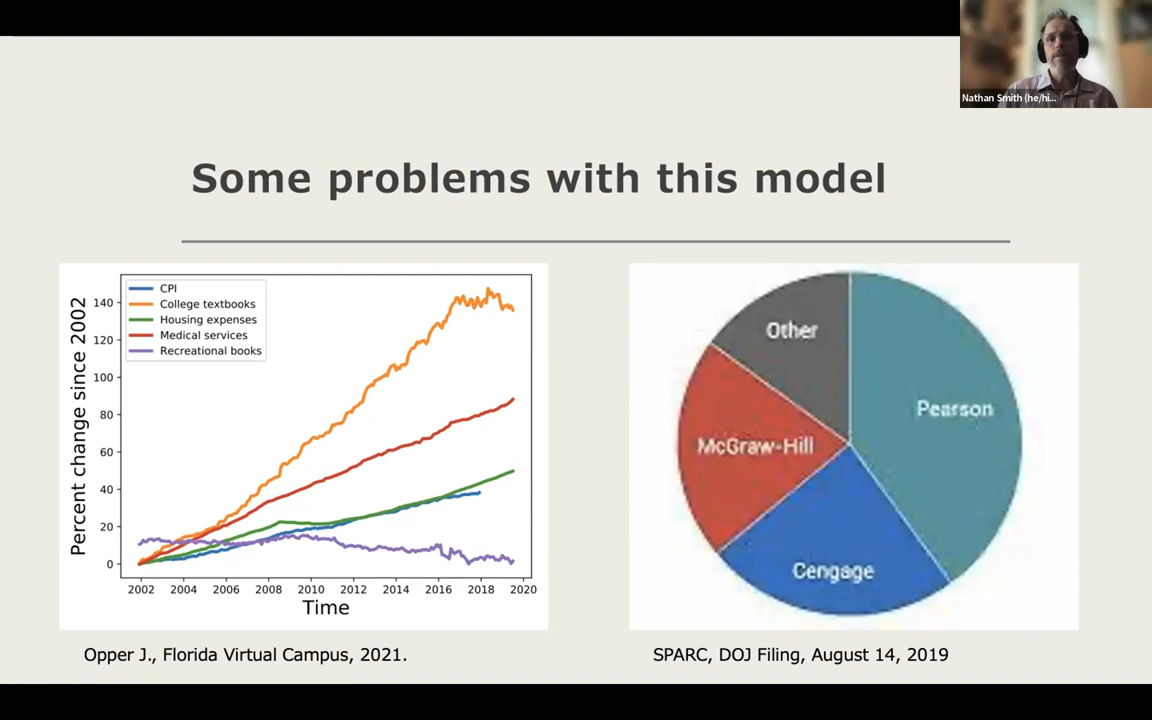 Nathan Smith (he/hi...
Some problems with this model
Percent change since 2002
140
120
100
80
60
40
20
0
CPI
College textbooks
Housing expenses
Medical services
Recreational books
2002 2004 2006 2008 2010 2012 2014 2016 2018 2020
Time
Other
Pearson
McGraw-Hill
Cengage
Opper J., Florida Virtual Campus, 2021.
SPARC, DOJ Filing, August 14, 2019